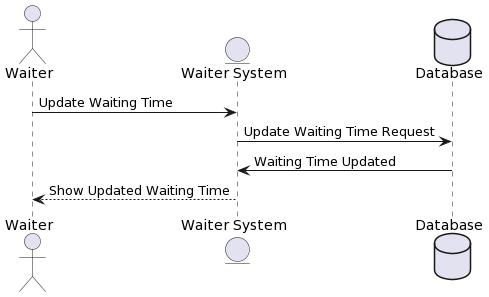 Waiter
Waiter System
Database
Update Waiting Time
Update Waiting Time Request
Waiting Time Updated
Show Updated Waiting Time
Waiter
Waiter System
Database